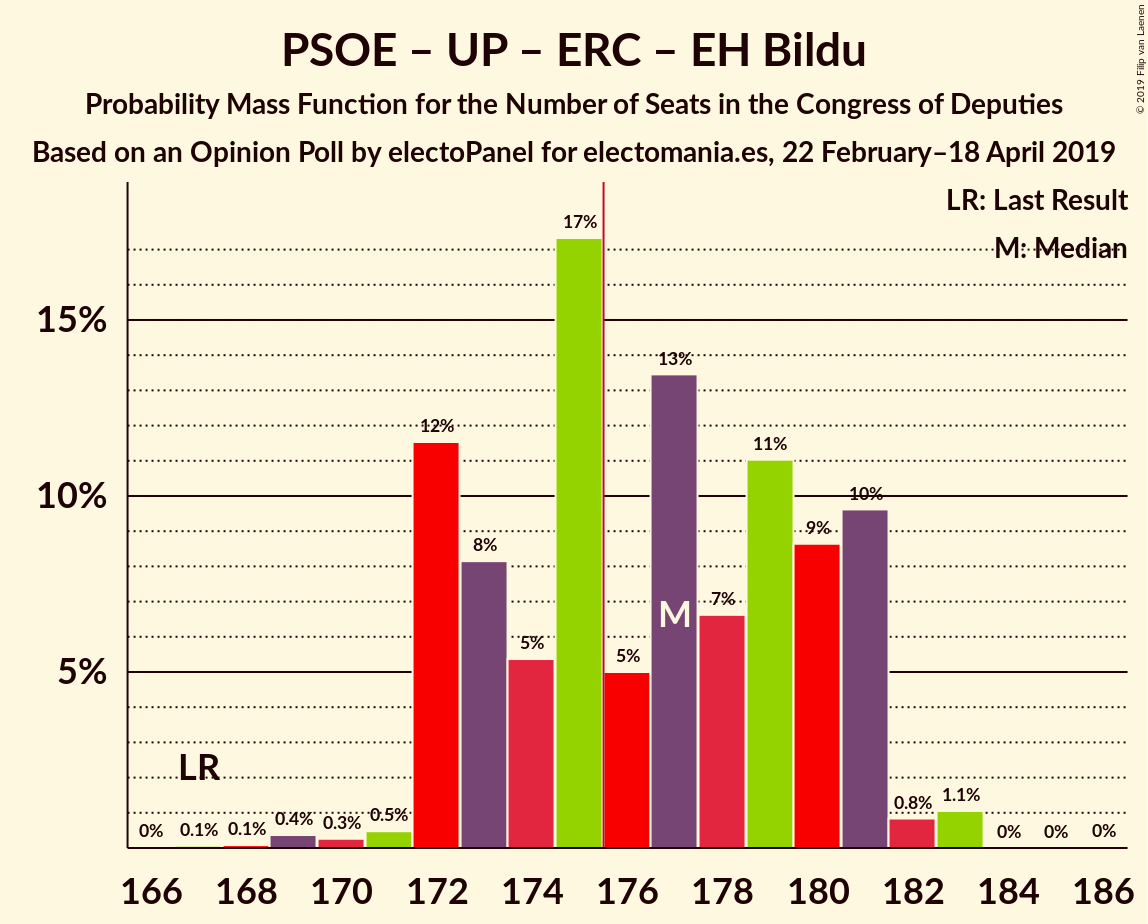 PSOE – UP – ERC – EH Bildu
Probability Mass Function for the Number of Seats in the Congress of Deputies
Based on an Opinion Poll by electoPanel for electomania.es, 22 February–18 April 2019
© 2019 Filip van Laenen
LR: Last Result
M: Median
15%
10%
5%
0%
0.1%
0.1%
0.4%
0.3%
0.5%
12%
8%
5%
17%
5%
13%
7%
11%
9%
10%
0.8%
1.1%
0%
0%
0%
LR
M
166 168 170 172 174 176 178 180 182 184 186